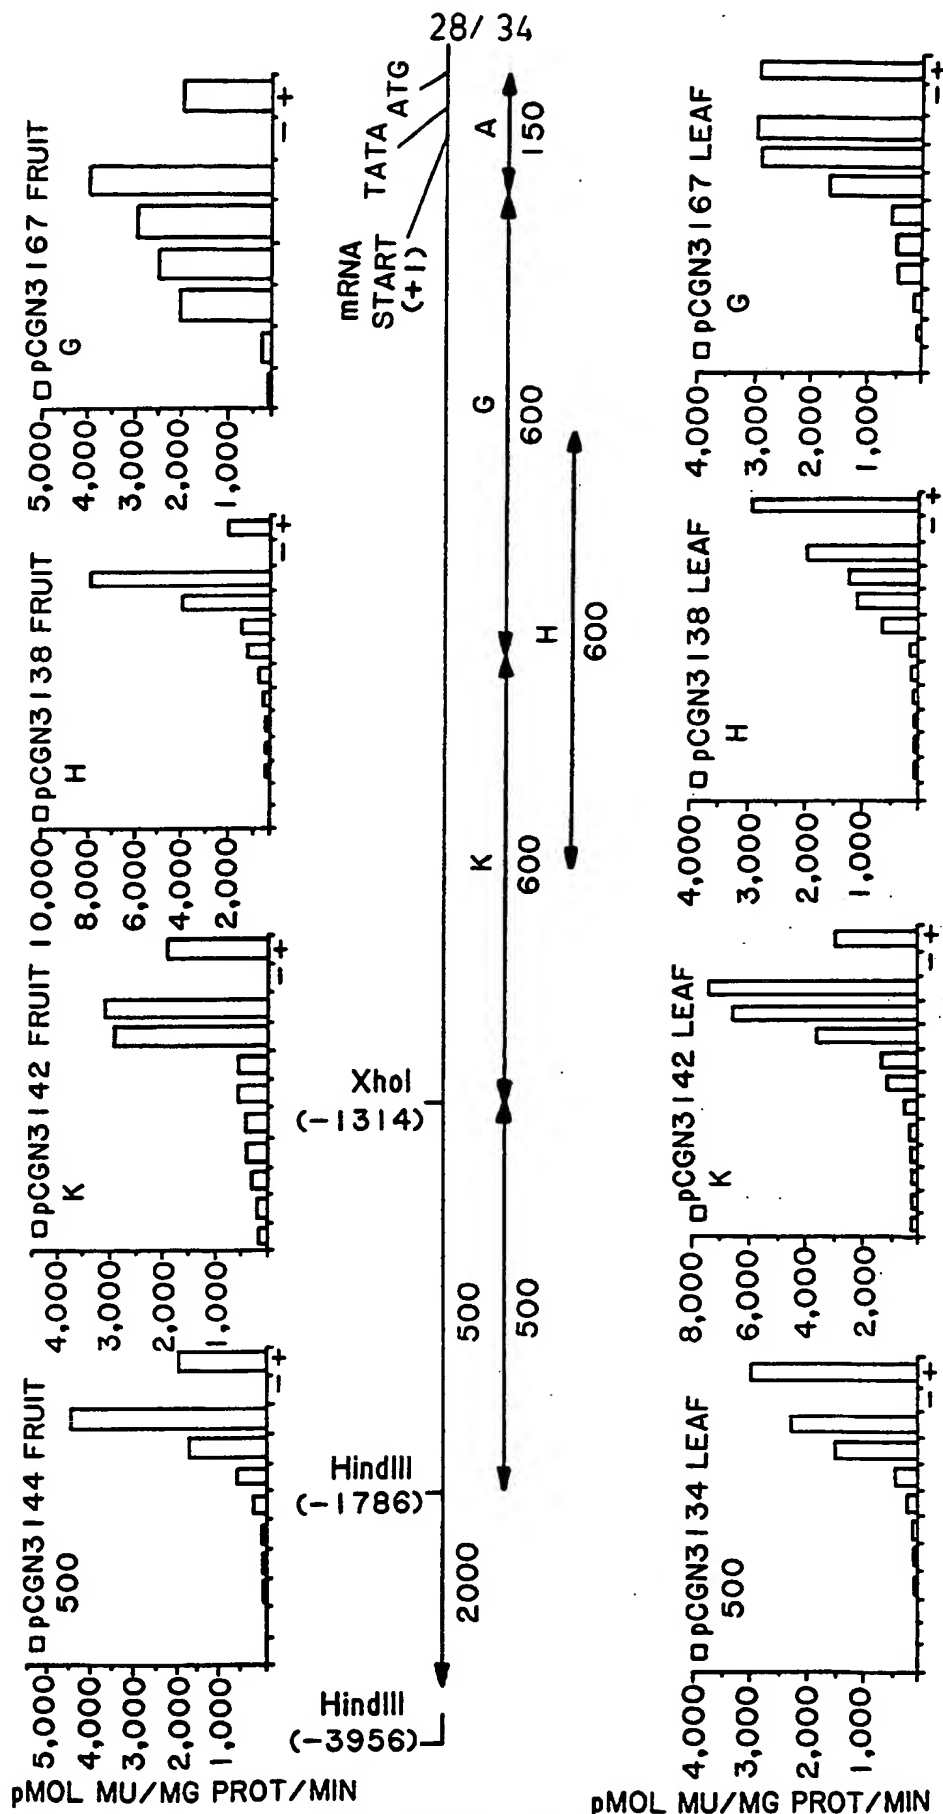 28/34
5,000
4,000
3,000
2,000
1,000
pCGN3144 FRUIT
500
− +
4,000
3,000
2,000
1,000
pCGN3142 FRUIT
K
− +
10,000
8,000
6,000
4,000
2,000
pCGN3138 FRUIT
H
− +
5,000
4,000
3,000
2,000
1,000
pCGN3167 FRUIT
G
− +
pMOL MU/MG PROT/MIN
HindIII
(-3956)
HindIII
(-1786)
XhoI
(-1314)
mRNA
START
(+1)
TATA
ATG
2000
500
500
K
600
H
600
G
600
A
150
4,000
3,000
2,000
1,000
pCGN3134 LEAF
500
− +
8,000
6,000
4,000
2,000
pCGN3142 LEAF
K
− +
4,000
3,000
2,000
1,000
pCGN3138 LEAF
H
− +
4,000
3,000
2,000
1,000
pCGN3167 LEAF
G
− +
pMOL MU/MG PROT/MIN